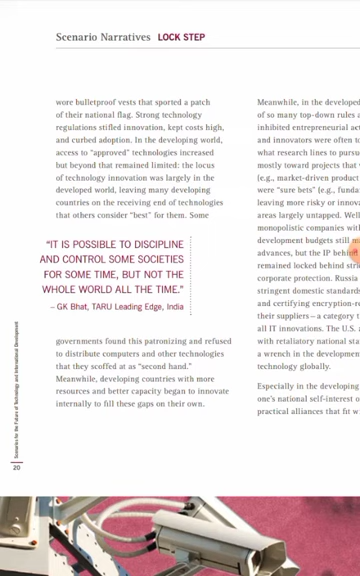 Scenario Narratives LOCK STEP
wore bulletproof vests that sported a patch
of their national flag. Strong technology
regulations stifled innovation, kept costs high,
and curbed adoption. In the developing world,
access to “approved” technologies increased
but beyond that remained limited: the locus
of technology innovation was largely in the
developed world, leaving many developing
countries on the receiving end of technologies
that others consider “best” for them. Some
“IT IS POSSIBLE TO DISCIPLINE
AND CONTROL SOME SOCIETIES
FOR SOME TIME, BUT NOT THE
WHOLE WORLD ALL THE TIME.”
– GK Bhat, TARU Leading Edge, India
governments found this patronizing and refused
to distribute computers and other technologies
that they scoffed at as “second hand.”
Meanwhile, developing countries with more
resources and better capacity began to innovate
internally to fill these gaps on their own.
Meanwhile, in the developed
of so many top-down rules a
inhibited entrepreneurial act
and innovators were often to
what research lines to pursue
mostly toward projects that
(e.g., market-driven product
were “sure bets” (e.g., funda
leaving more risky or innova
areas largely untapped. Well
monopolistic companies with
development budgets still m
advances, but the IP behind
remained locked behind stri
corporate protection. Russia
stringent domestic standards
and certifying encryption-re
their suppliers—a category t
all IT innovations. The U.S.
with retaliatory national sta
a wrench in the development
technology globally.
Especially in the developing
one’s national self-interest o
practical alliances that fit w
Scenarios for the Future of Technology and International Development
20